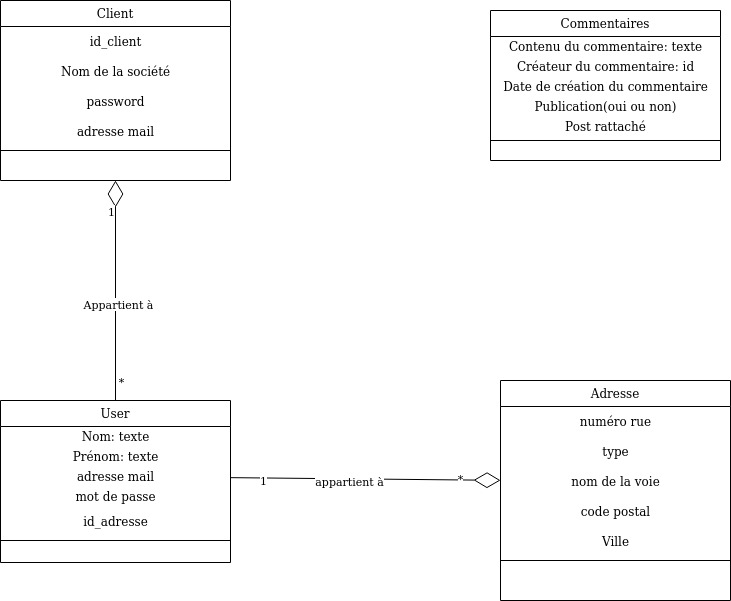 Client
id_client
Nom de la société
password
adresse mail
Commentaires
Contenu du commentaire: texte
Créateur du commentaire: id
Date de création du commentaire
Publication(oui ou non)
Post rattaché
1
Appartient à
*
User
Nom: texte
Prénom: texte
adresse mail
mot de passe
id_adresse
1
appartient à
*
Adresse
numéro rue
type
nom de la voie
code postal
Ville